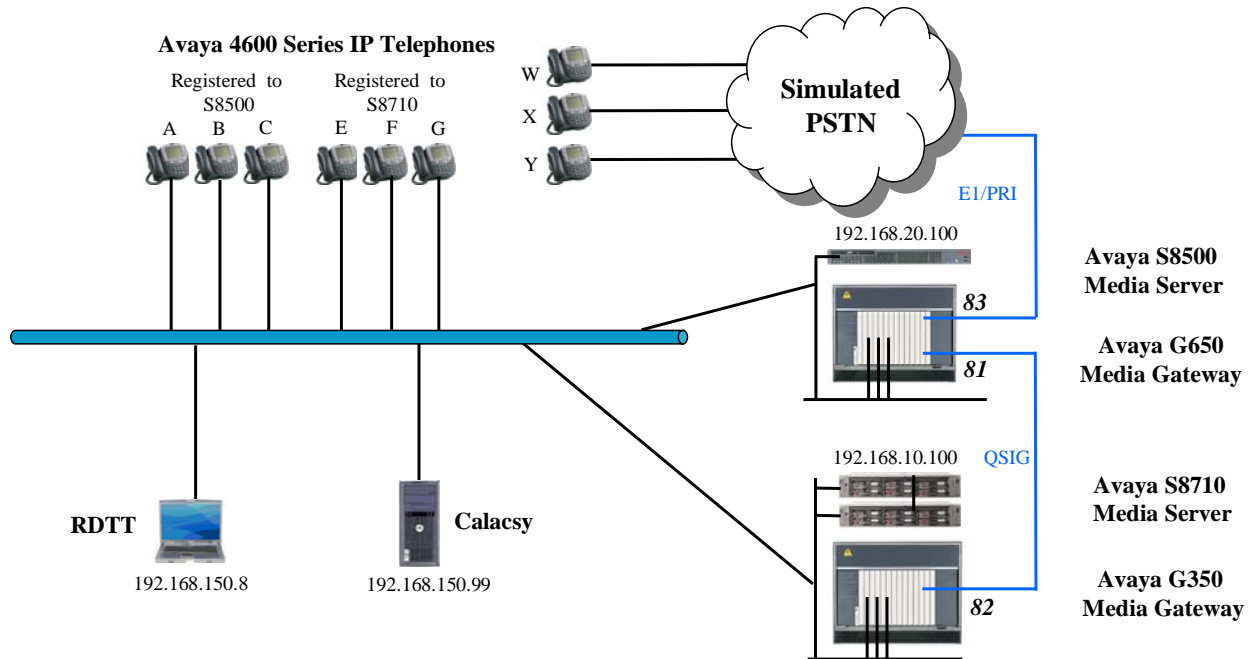 Avaya 4600 Series IP Telephones
Registered to
S8500
Registered to
S8710
A
B
C
E
F
G
W
X
Y
Simulated
PSTN
E1/PRI
192.168.20.100
Avaya S8500
Media Server
83
Avaya G650
Media Gateway
81
QSIG
192.168.10.100
Avaya S8710
Media Server
Avaya G350
Media Gateway
82
RDTT
192.168.150.8
Calacsy
192.168.150.99